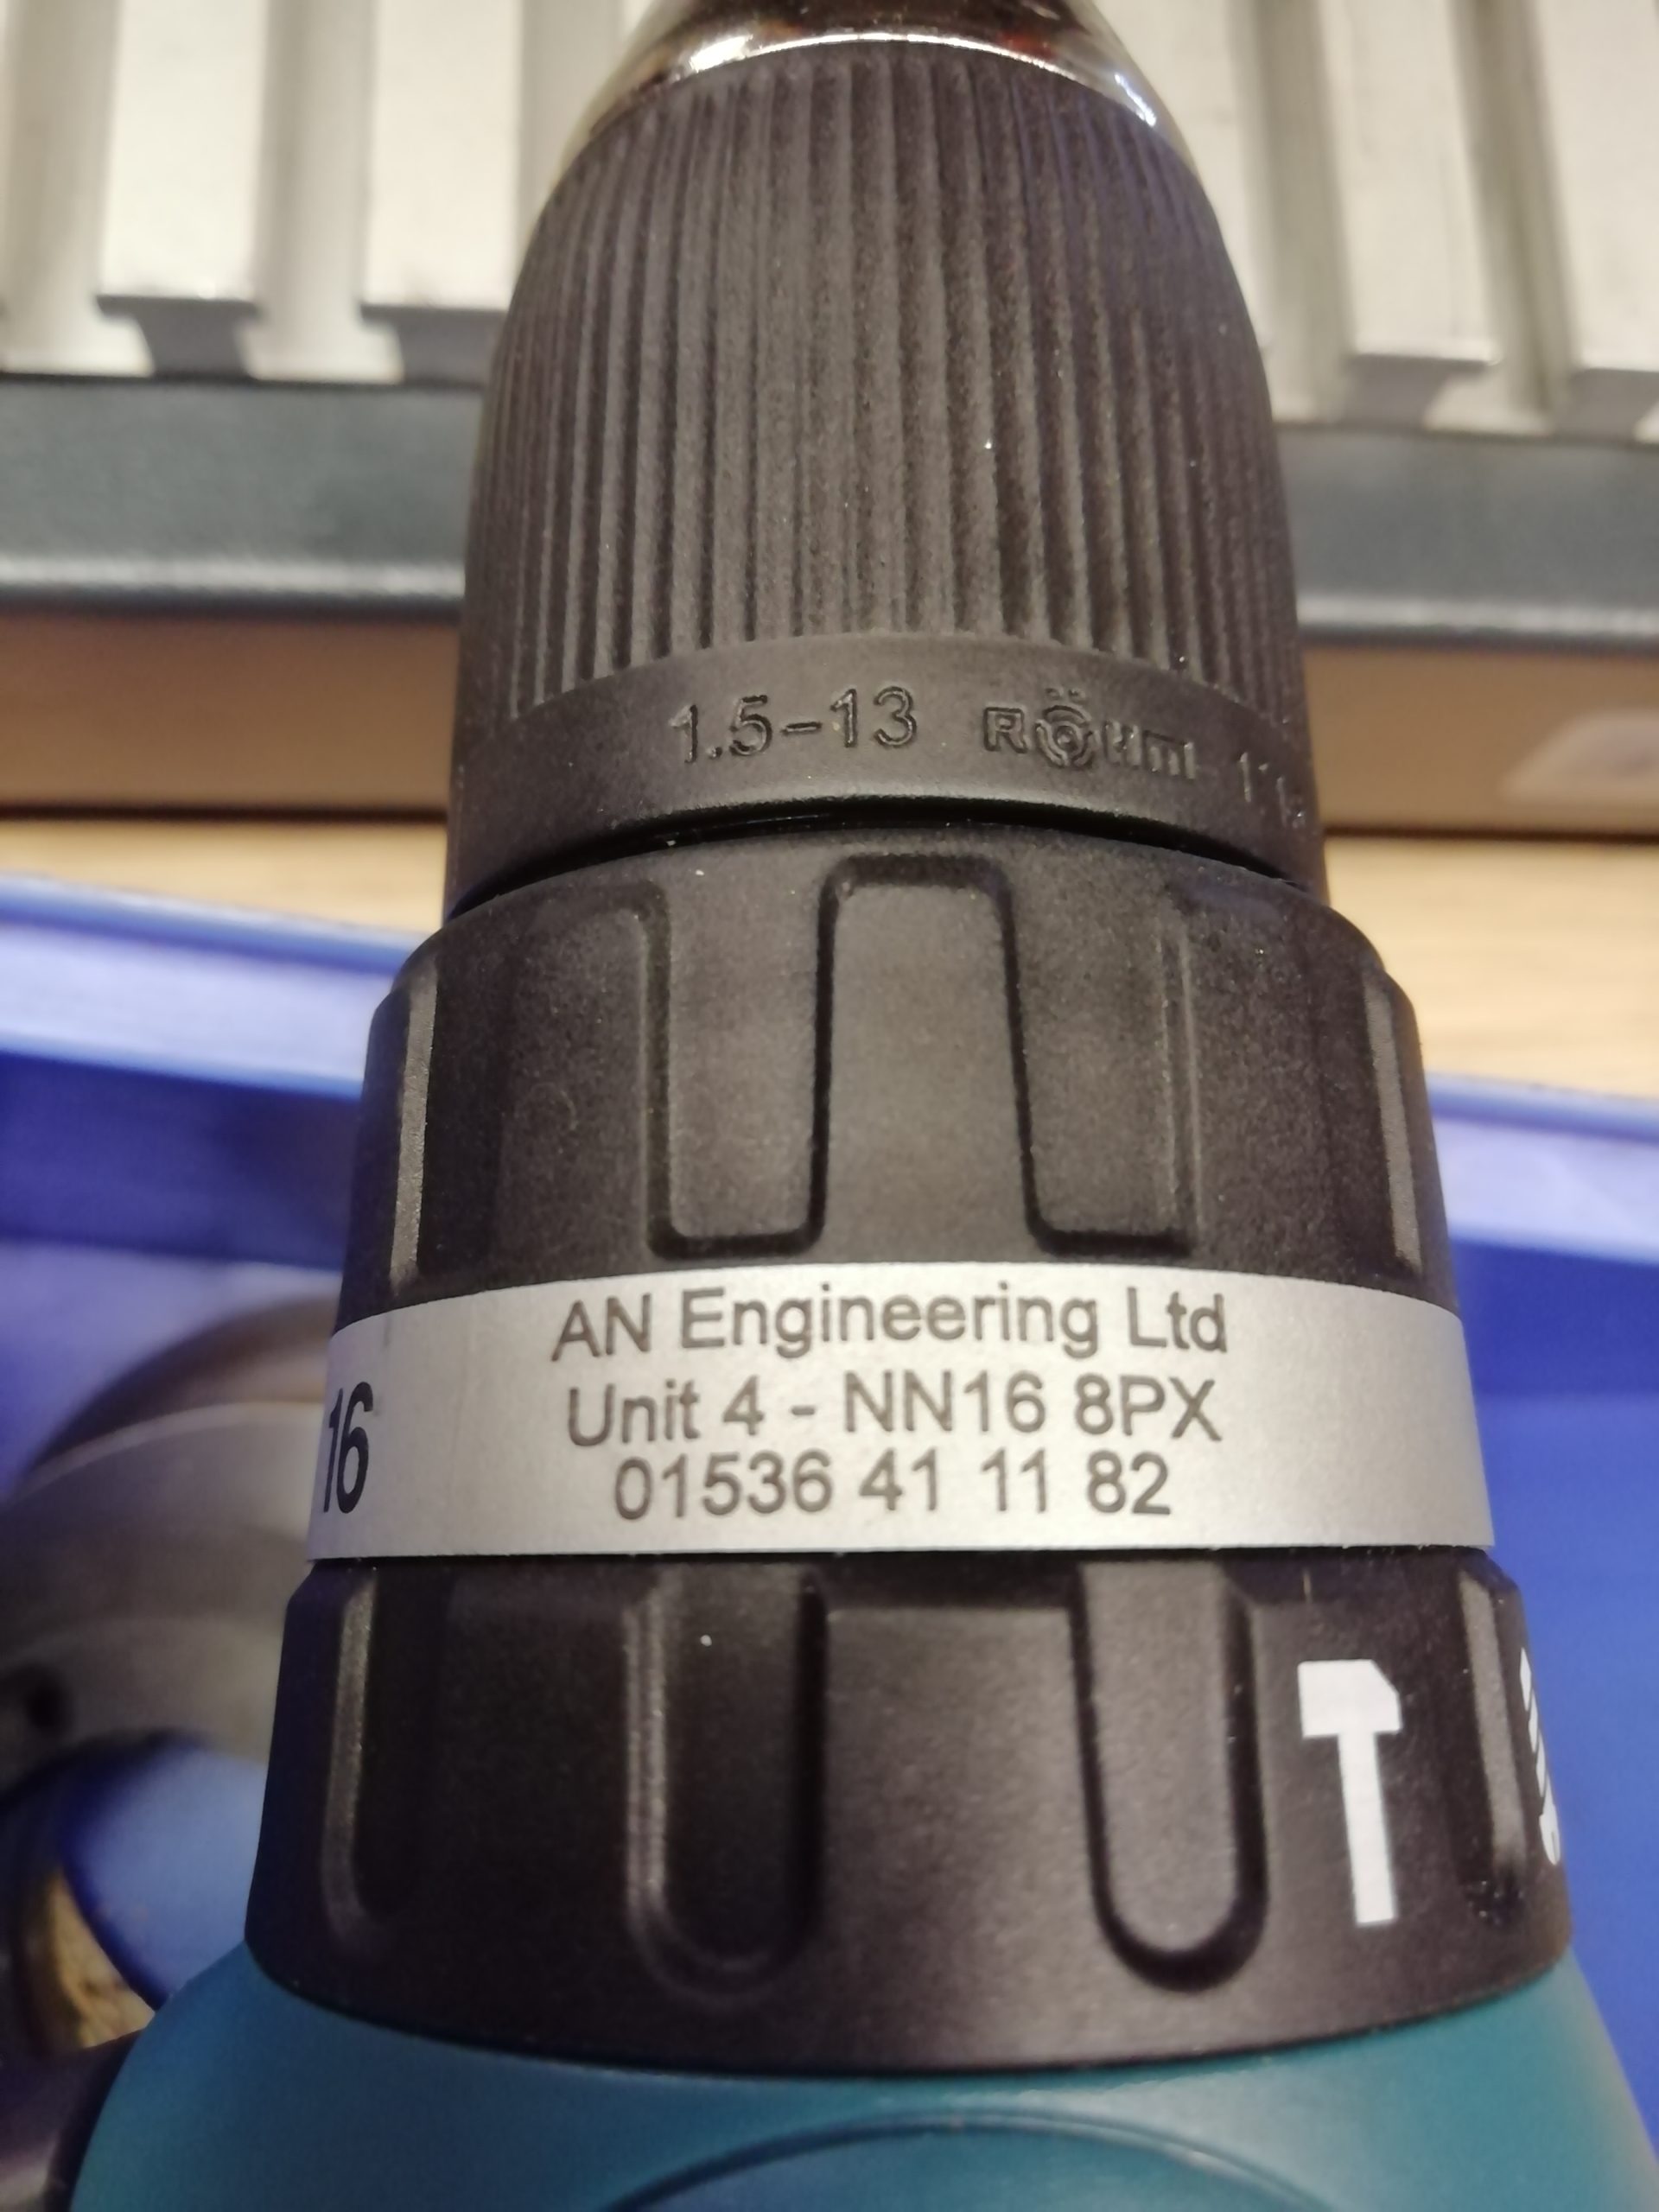 1.5-13 RÖHM
AN Engineering Ltd
Unit 4 - NN16 8PX
01536 41 11 82
16